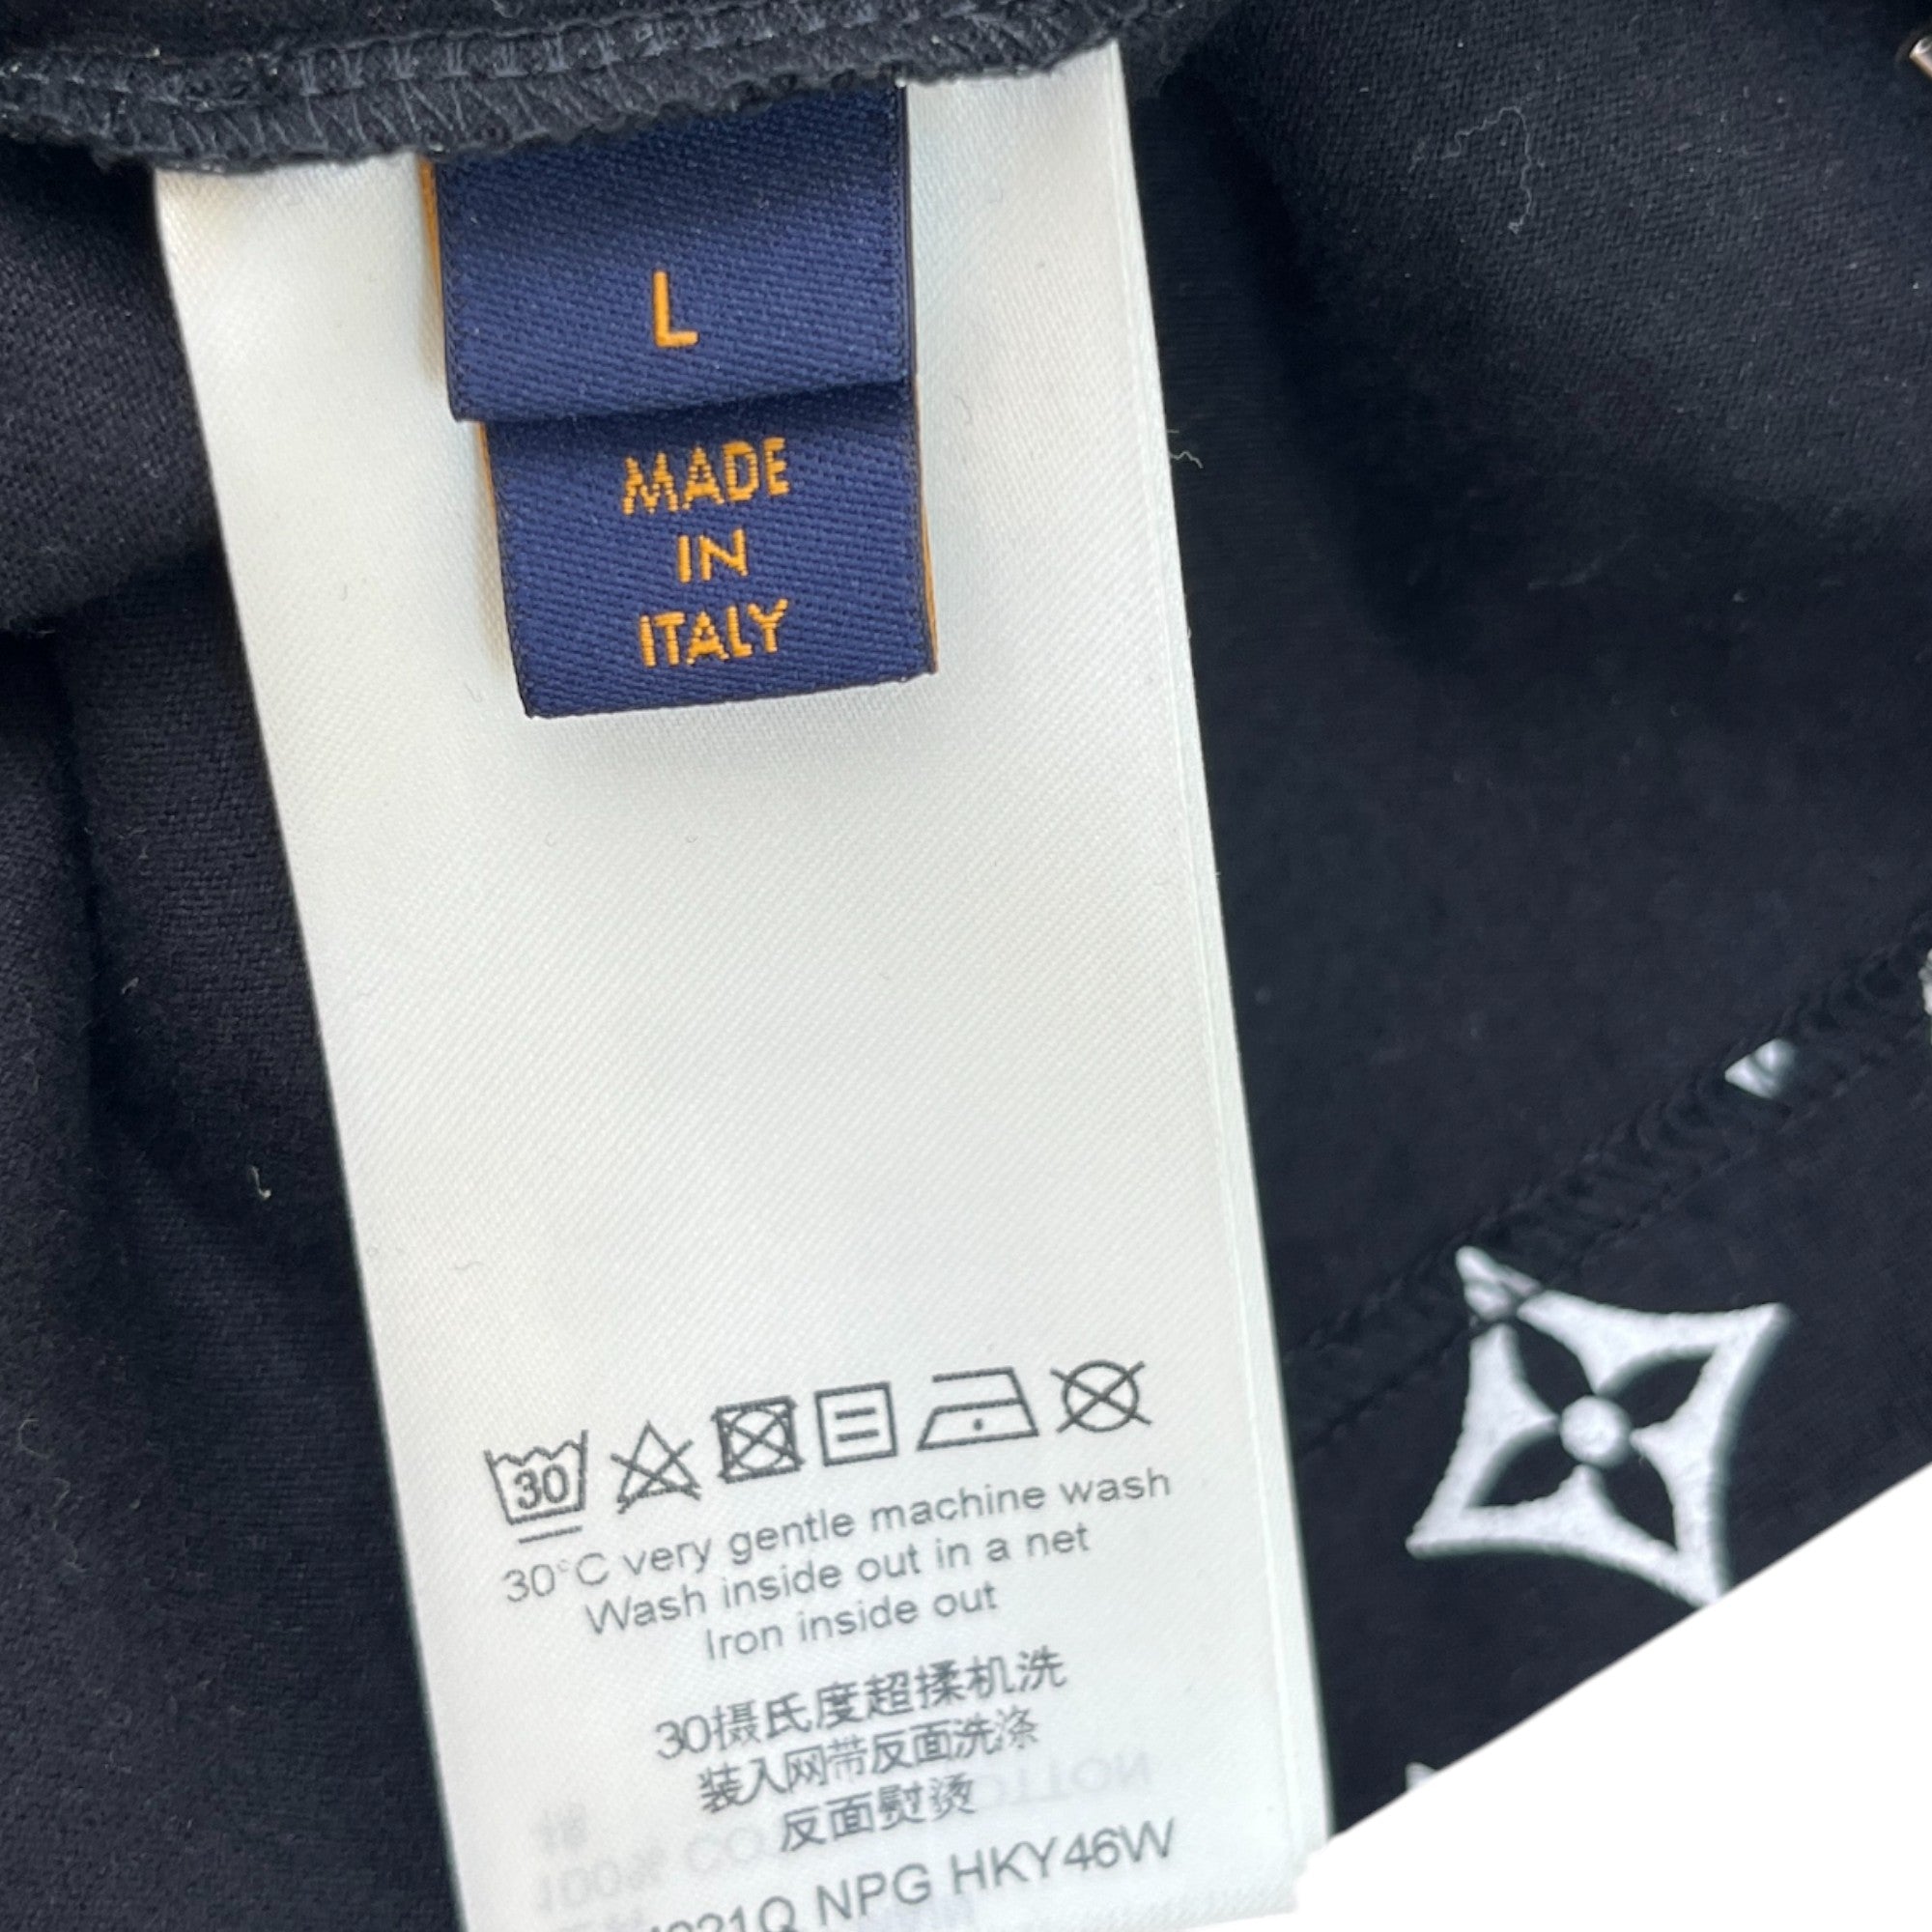 L
MADE
IN
ITALY
30
30°C very gentle machine wash
Wash inside out in a net
Iron inside out
30摄氏度超揉机洗
装入网带反面洗涤
反面熨烫
NPG HKY46W